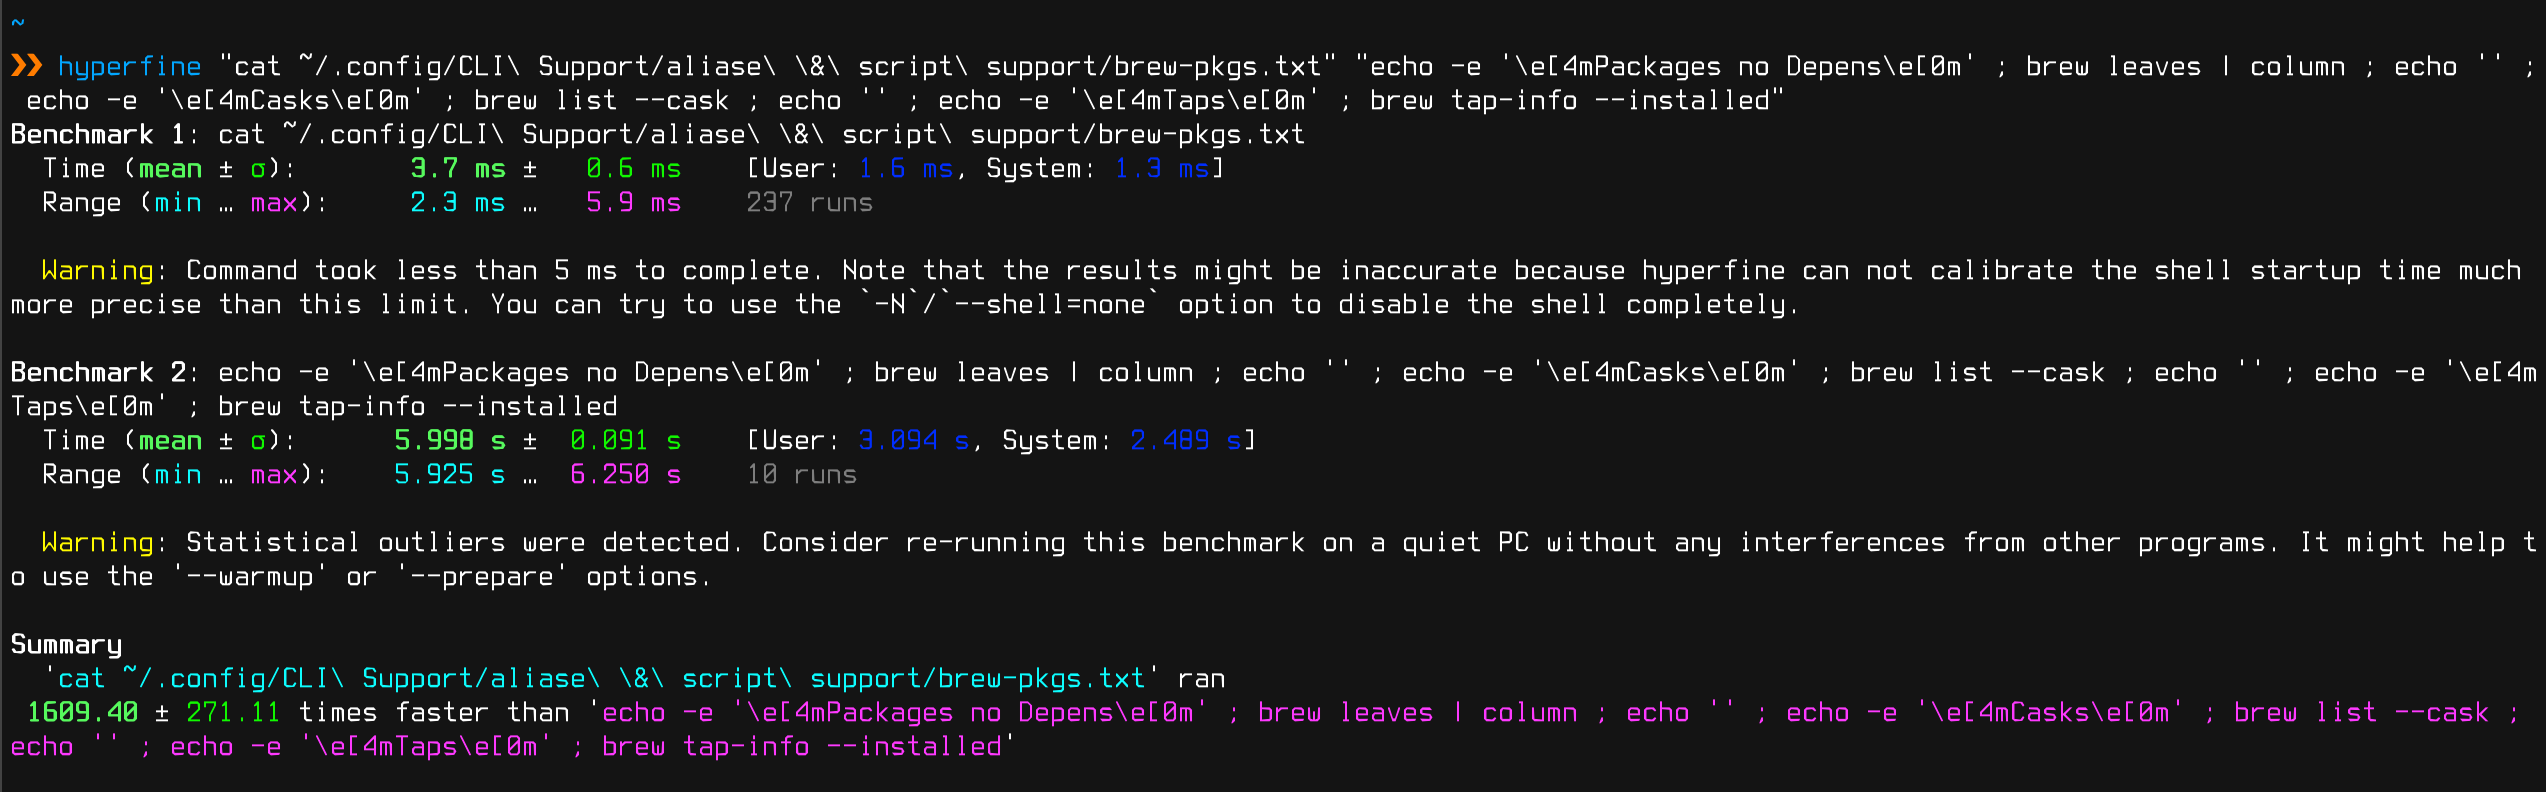 ~
❯❯ hyperfine "cat ~/.config/CLI\ Support/aliase\ \&\ script\ support/brew-pkgs.txt" "echo -e '\e[4mPackages no Depens\e[0m' ; brew leaves | column ; echo '' ;
 echo -e '\e[4mCasks\e[0m' ; brew list --cask ; echo '' ; echo -e '\e[4mTaps\e[0m' ; brew tap-info --installed"
Benchmark 1: cat ~/.config/CLI\ Support/aliase\ \&\ script\ support/brew-pkgs.txt
  Time (mean ± σ):       3.7 ms ±   0.6 ms    [User: 1.6 ms, System: 1.3 ms]
  Range (min … max):     2.3 ms …   5.9 ms    237 runs

  Warning: Command took less than 5 ms to complete. Note that the results might be inaccurate because hyperfine can not calibrate the shell startup time much
more precise than this limit. You can try to use the `-N`/`--shell=none` option to disable the shell completely.

Benchmark 2: echo -e '\e[4mPackages no Depens\e[0m' ; brew leaves | column ; echo '' ; echo -e '\e[4mCasks\e[0m' ; brew list --cask ; echo '' ; echo -e '\e[4m
Taps\e[0m' ; brew tap-info --installed
  Time (mean ± σ):      5.998 s ±  0.091 s    [User: 3.094 s, System: 2.489 s]
  Range (min … max):    5.925 s …  6.250 s    10 runs

  Warning: Statistical outliers were detected. Consider re-running this benchmark on a quiet PC without any interferences from other programs. It might help t
o use the '--warmup' or '--prepare' options.

Summary
  'cat ~/.config/CLI\ Support/aliase\ \&\ script\ support/brew-pkgs.txt' ran
 1609.40 ± 271.11 times faster than 'echo -e '\e[4mPackages no Depens\e[0m' ; brew leaves | column ; echo '' ; echo -e '\e[4mCasks\e[0m' ; brew list --cask ;
echo '' ; echo -e '\e[4mTaps\e[0m' ; brew tap-info --installed'